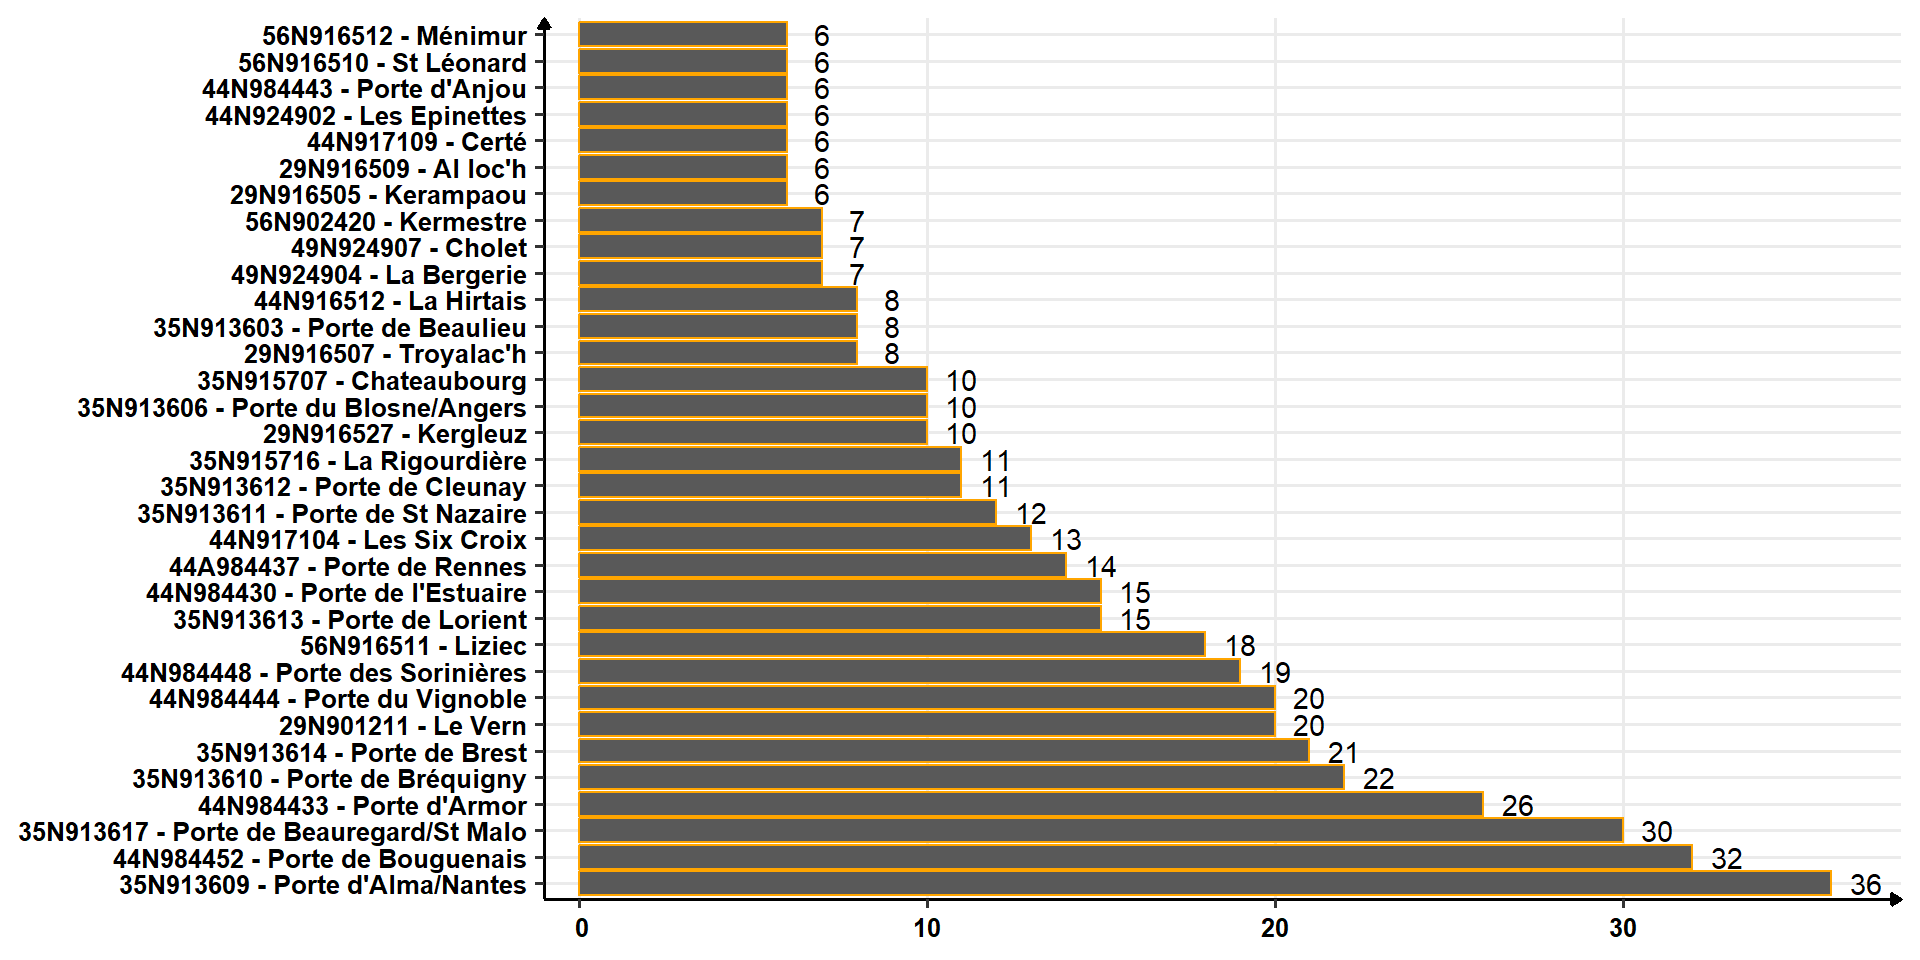 56N916512 - Ménimur 6
56N916510 - St Léonard 6
44N984443 - Porte d'Anjou 6
44N924902 - Les Epinettes 6
44N917109 - Certé 6
29N916509 - Al loc'h 6
29N916505 - Kerampaou 6
56N902420 - Kermestre 7
49N924907 - Cholet 7
49N924904 - La Bergerie 7
44N916512 - La Hirtais 8
35N913603 - Porte de Beaulieu 8
29N916507 - Troyalac'h 8
35N915707 - Chateaubourg 10
35N913606 - Porte du Blosne/Angers 10
29N916527 - Kergleuz 10
35N915716 - La Rigourdière 11
35N913612 - Porte de Cleunay 11
35N913611 - Porte de St Nazaire 12
44N917104 - Les Six Croix 13
44A984437 - Porte de Rennes 14
44N984430 - Porte de l'Estuaire 15
35N913613 - Porte de Lorient 15
56N916511 - Liziec 18
44N984448 - Porte des Sorinières 19
44N984444 - Porte du Vignoble 20
29N901211 - Le Vern 20
35N913614 - Porte de Brest 21
35N913610 - Porte de Bréquigny 22
44N984433 - Porte d'Armor 26
35N913617 - Porte de Beauregard/St Malo 30
44N984452 - Porte de Bouguenais 32
35N913609 - Porte d'Alma/Nantes 36
0 10 20 30